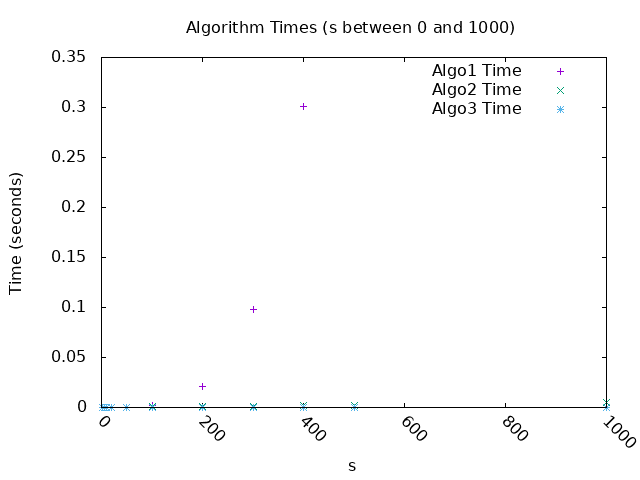 Algorithm Times (s between 0 and 1000)
Algo1 Time
Algo2 Time
Algo3 Time
0.35
0.3
0.25
0.2
0.15
0.1
0.05
0
Time (seconds)
0
200
400
600
800
1000
s